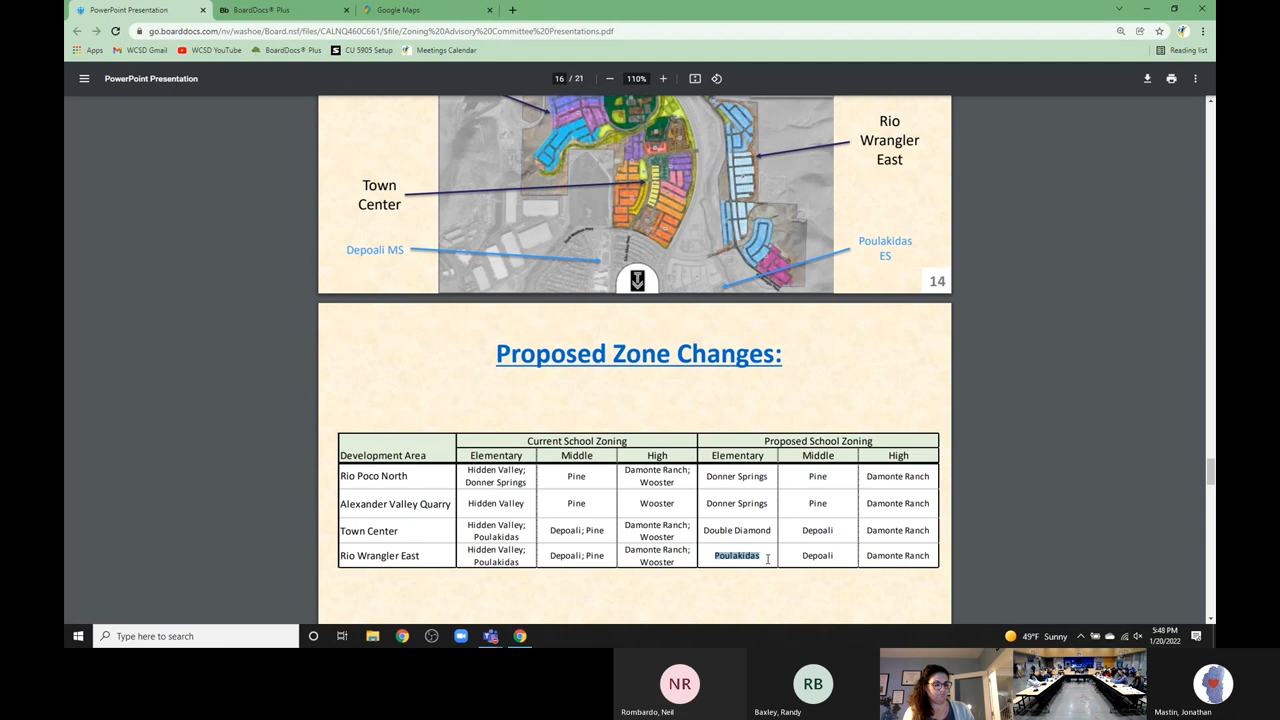 PowerPoint Presentation
BoardDocs® Plus
Google Maps
go.boarddocs.com/nv/washoe/Board.nsf/files/CALNQ460C661/$file/Zoning%20Advisory%20Committee%20Presentations.pdf
Apps
WCSD Gmail
WCSD YouTube
BoardDocs® Plus
CU 5905 Setup
Meetings Calendar
Reading list
PowerPoint Presentation
16 / 21
110%
Rio
Wrangler
East
Town
Center
Depoali MS
Poulakidas
ES
14
Proposed Zone Changes:
Current School Zoning Proposed School Zoning
Development Area Elementary Middle High Elementary Middle High
Rio Poco North Hidden Valley; Donner Springs Pine Damonte Ranch; Wooster Donner Springs Pine Damonte Ranch
Alexander Valley Quarry Hidden Valley Pine Wooster Donner Springs Pine Damonte Ranch
Town Center Hidden Valley; Poulakidas Depoali; Pine Damonte Ranch; Wooster Double Diamond Depoali Damonte Ranch
Rio Wrangler East Hidden Valley; Poulakidas Depoali; Pine Damonte Ranch; Wooster Poulakidas Depoali Damonte Ranch
Type here to search
49°F Sunny
5:48 PM
1/20/2022
NR
RB
Rombardo, Neil
Baxley, Randy
Mastin, Jonathan